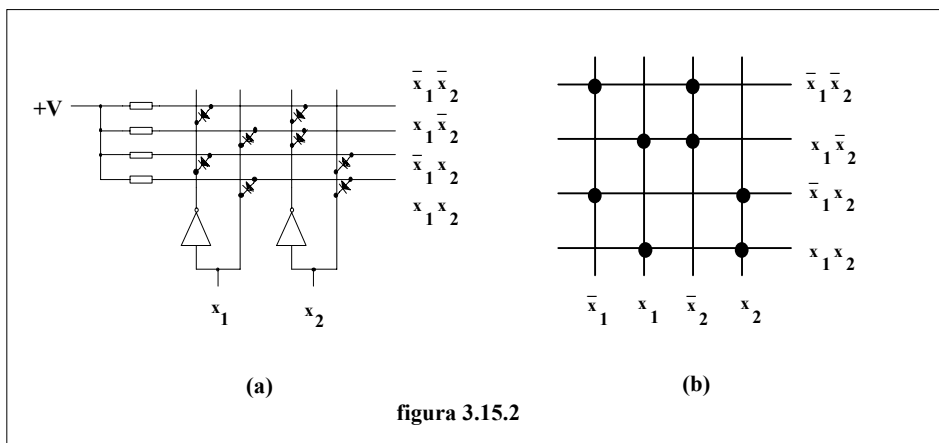 +V
x̄₁x̄₂
x₁x̄₂
x̄₁x₂
x₁x₂
x₁
x₂
(a)
x̄₁x̄₂
x₁x̄₂
x̄₁x₂
x₁x₂
x̄₁ x₁ x̄₂ x₂
(b)
figura 3.15.2